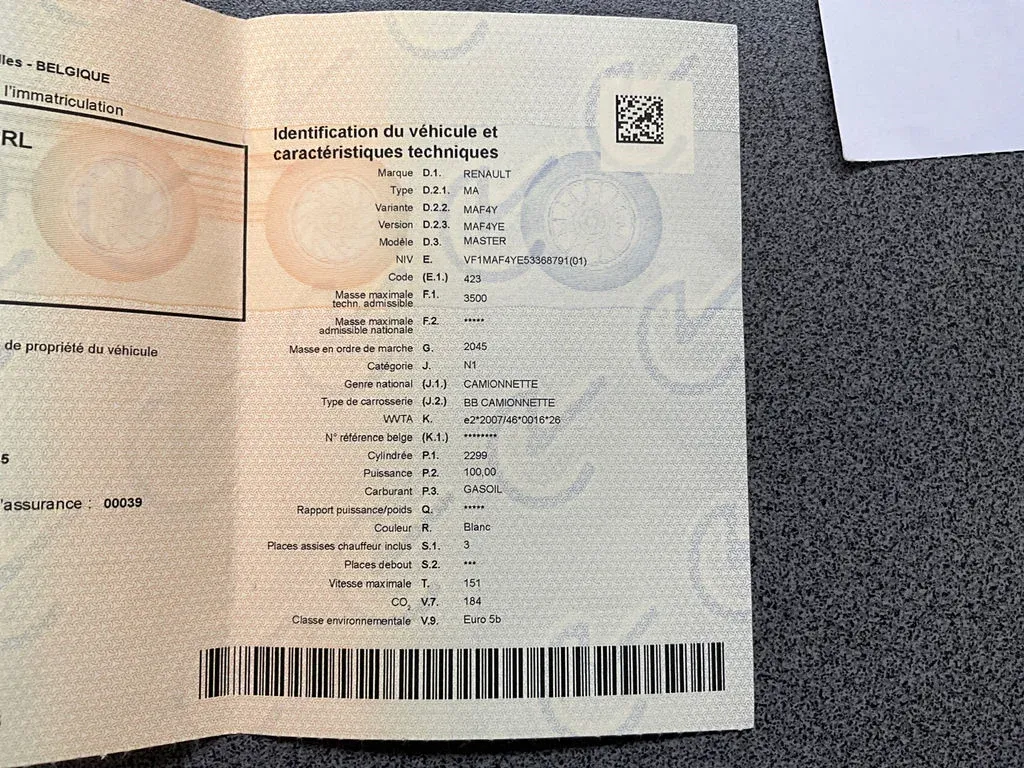 lles - BELGIQUE
l'immatriculation
RL
de propriété du véhicule
5
'assurance : 00039
Identification du véhicule et
caractéristiques techniques
Marque D.1. RENAULT
Type D.2.1. MA
Variante D.2.2. MAF4Y
Version D.2.3. MAF4YE
Modèle D.3. MASTER
NIV E. VF1MAF4YE53368791(01)
Code (E.1.) 423
Masse maximale
techn. admissible F.1. 3500
Masse maximale
admissible nationale F.2. *****
Masse en ordre de marche G. 2045
Catégorie J. N1
Genre national (J.1.) CAMIONNETTE
Type de carrosserie (J.2.) BB CAMIONNETTE
WVTA K. e2*2007/46*0016*26
N° référence belge (K.1.) ********
Cylindrée P.1. 2299
Puissance P.2. 100,00
Carburant P.3. GASOIL
Rapport puissance/poids Q. *****
Couleur R. Blanc
Places assises chauffeur inclus S.1. 3
Places debout S.2. ***
Vitesse maximale T. 151
CO2 V.7. 184
Classe environnementale V.9. Euro 5b